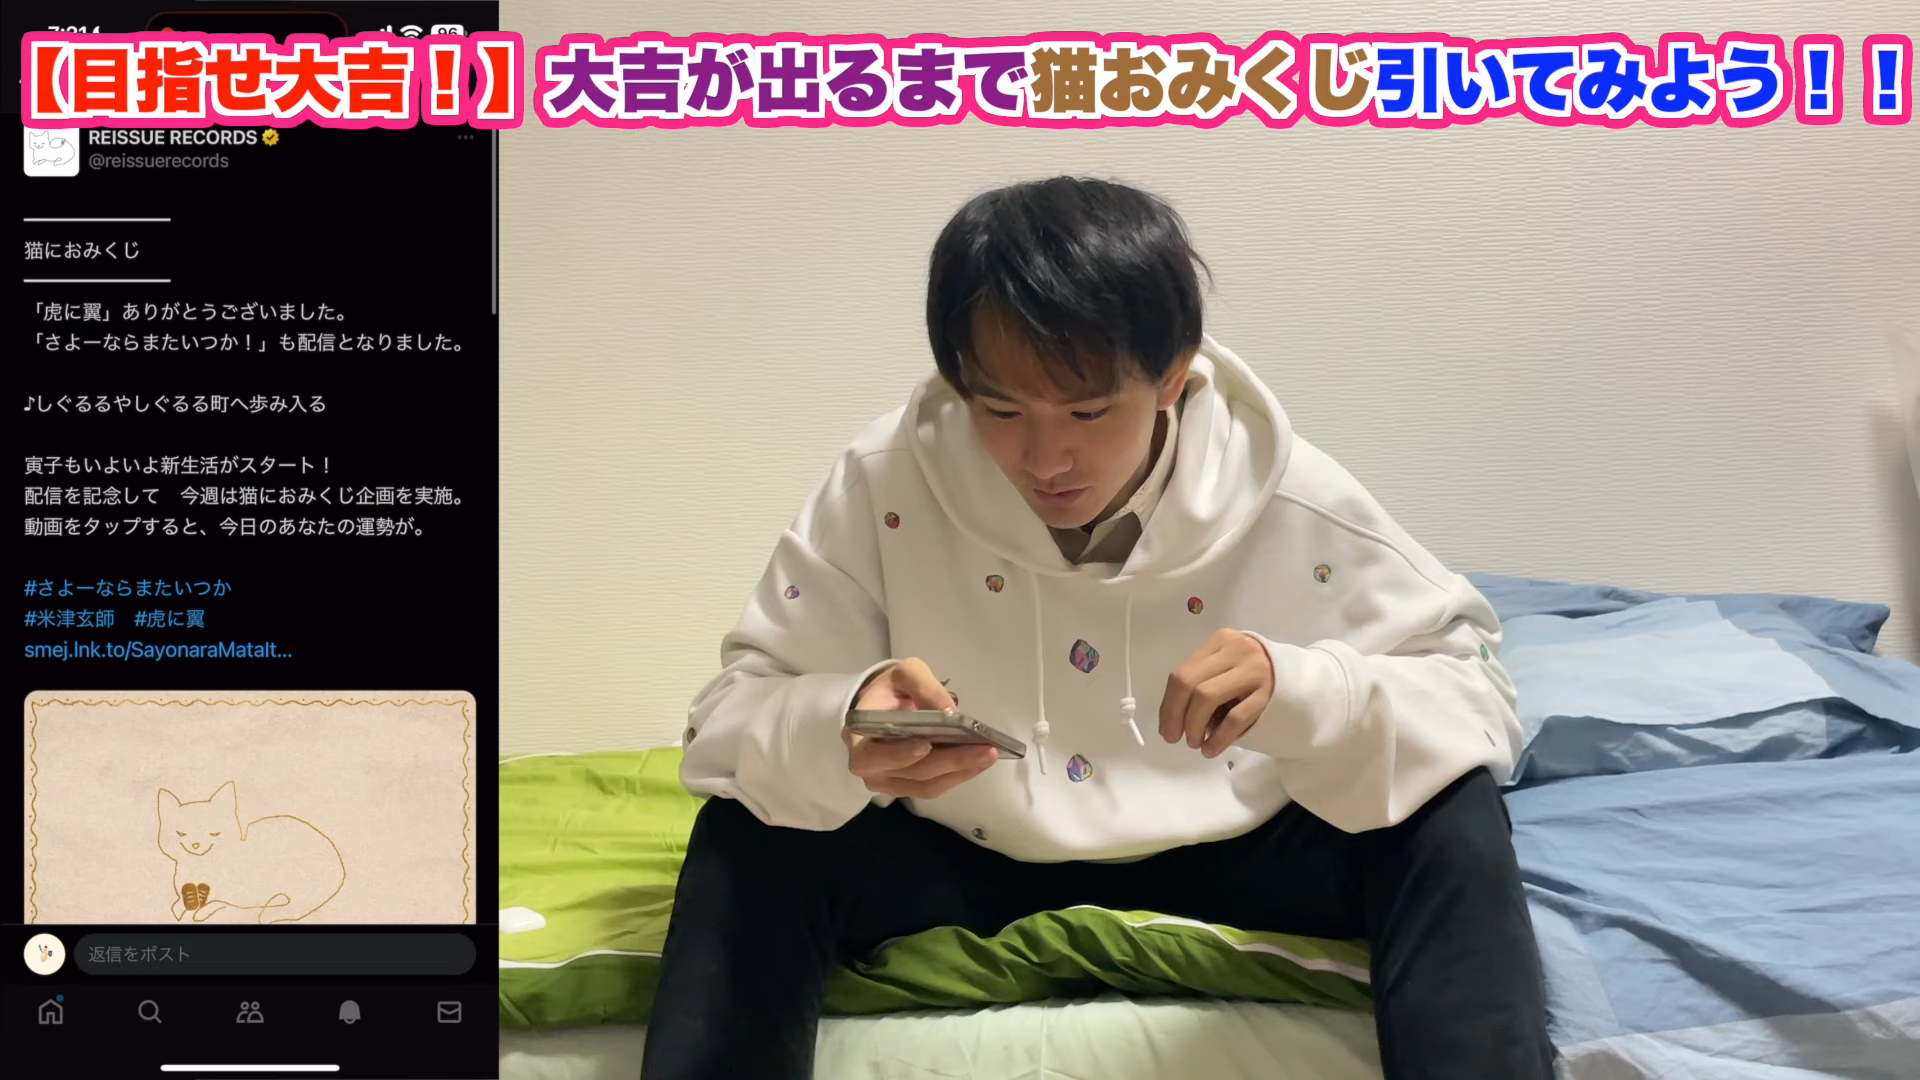 【目指せ大吉！】大吉が出るまで猫おみくじ引いてみよう！！
96
REISSUE RECORDS
@reissuerecords
猫におみくじ
「虎に翼」ありがとうございました。
「さよーならまたいつか！」も配信となりました。
♪しぐるるやしぐるる町へ歩み入る
寅子もいよいよ新生活がスタート！
配信を記念して　今週は猫におみくじ企画を実施。
動画をタップすると、今日のあなたの運勢が。
#さよーならまたいつか
#米津玄師　#虎に翼
smej.lnk.to/SayonaraMataIt...
返信をポスト